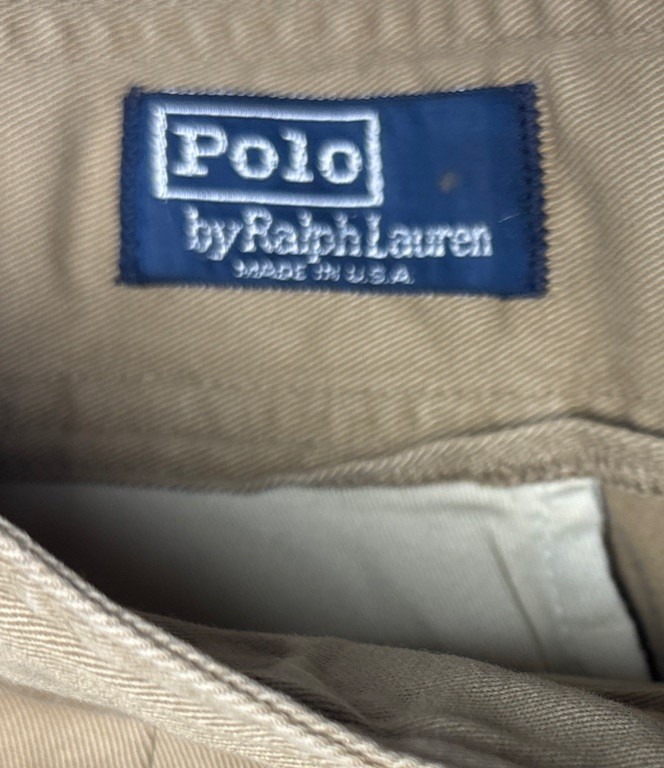 Polo
by Ralph Lauren
MADE IN U.S.A.